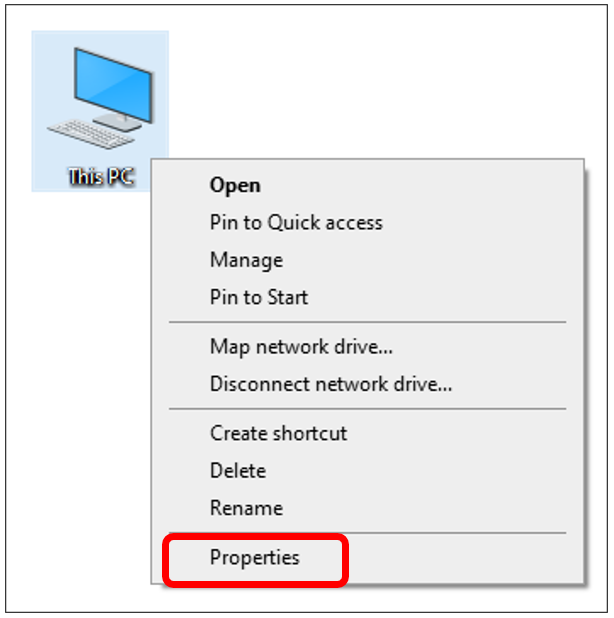 This PC
Open
Pin to Quick access
Manage
Pin to Start
Map network drive...
Disconnect network drive...
Create shortcut
Delete
Rename
Properties